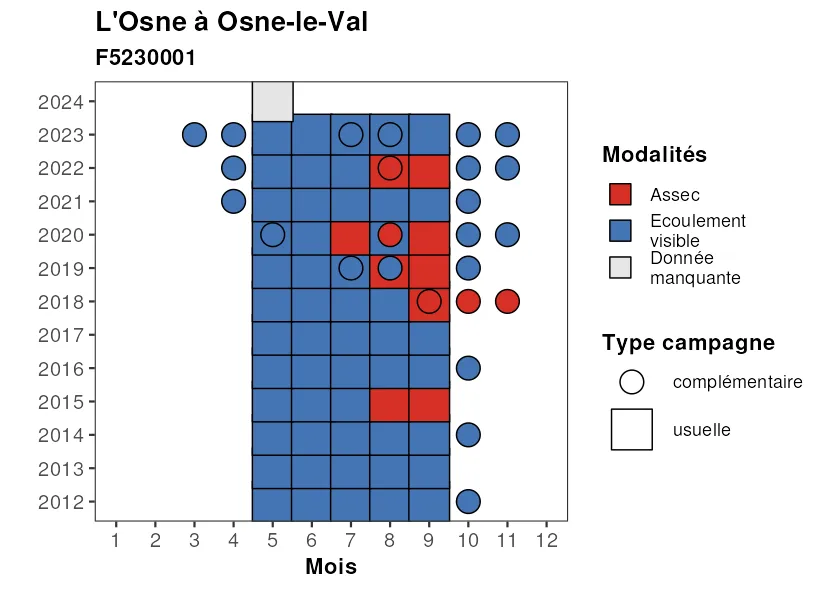 L'Osne à Osne-le-Val
F5230001
2024
2023
2022
2021
2020
2019
2018
2017
2016
2015
2014
2013
2012
1 2 3 4 5 6 7 8 9 10 11 12
Mois
Modalités
Assec
Ecoulement
visible
Donnée
manquante
Type campagne
complémentaire
usuelle